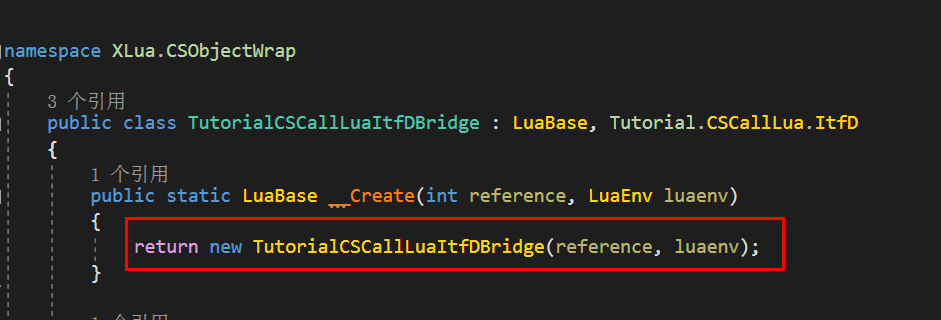 namespace XLua.CSObjectWrap
{
3 个引用
public class TutorialCSCallLuaItfDBridge : LuaBase, Tutorial.CSCallLua.ItfD
{
1 个引用
public static LuaBase __Create(int reference, LuaEnv luaenv)
{
return new TutorialCSCallLuaItfDBridge(reference, luaenv);
}